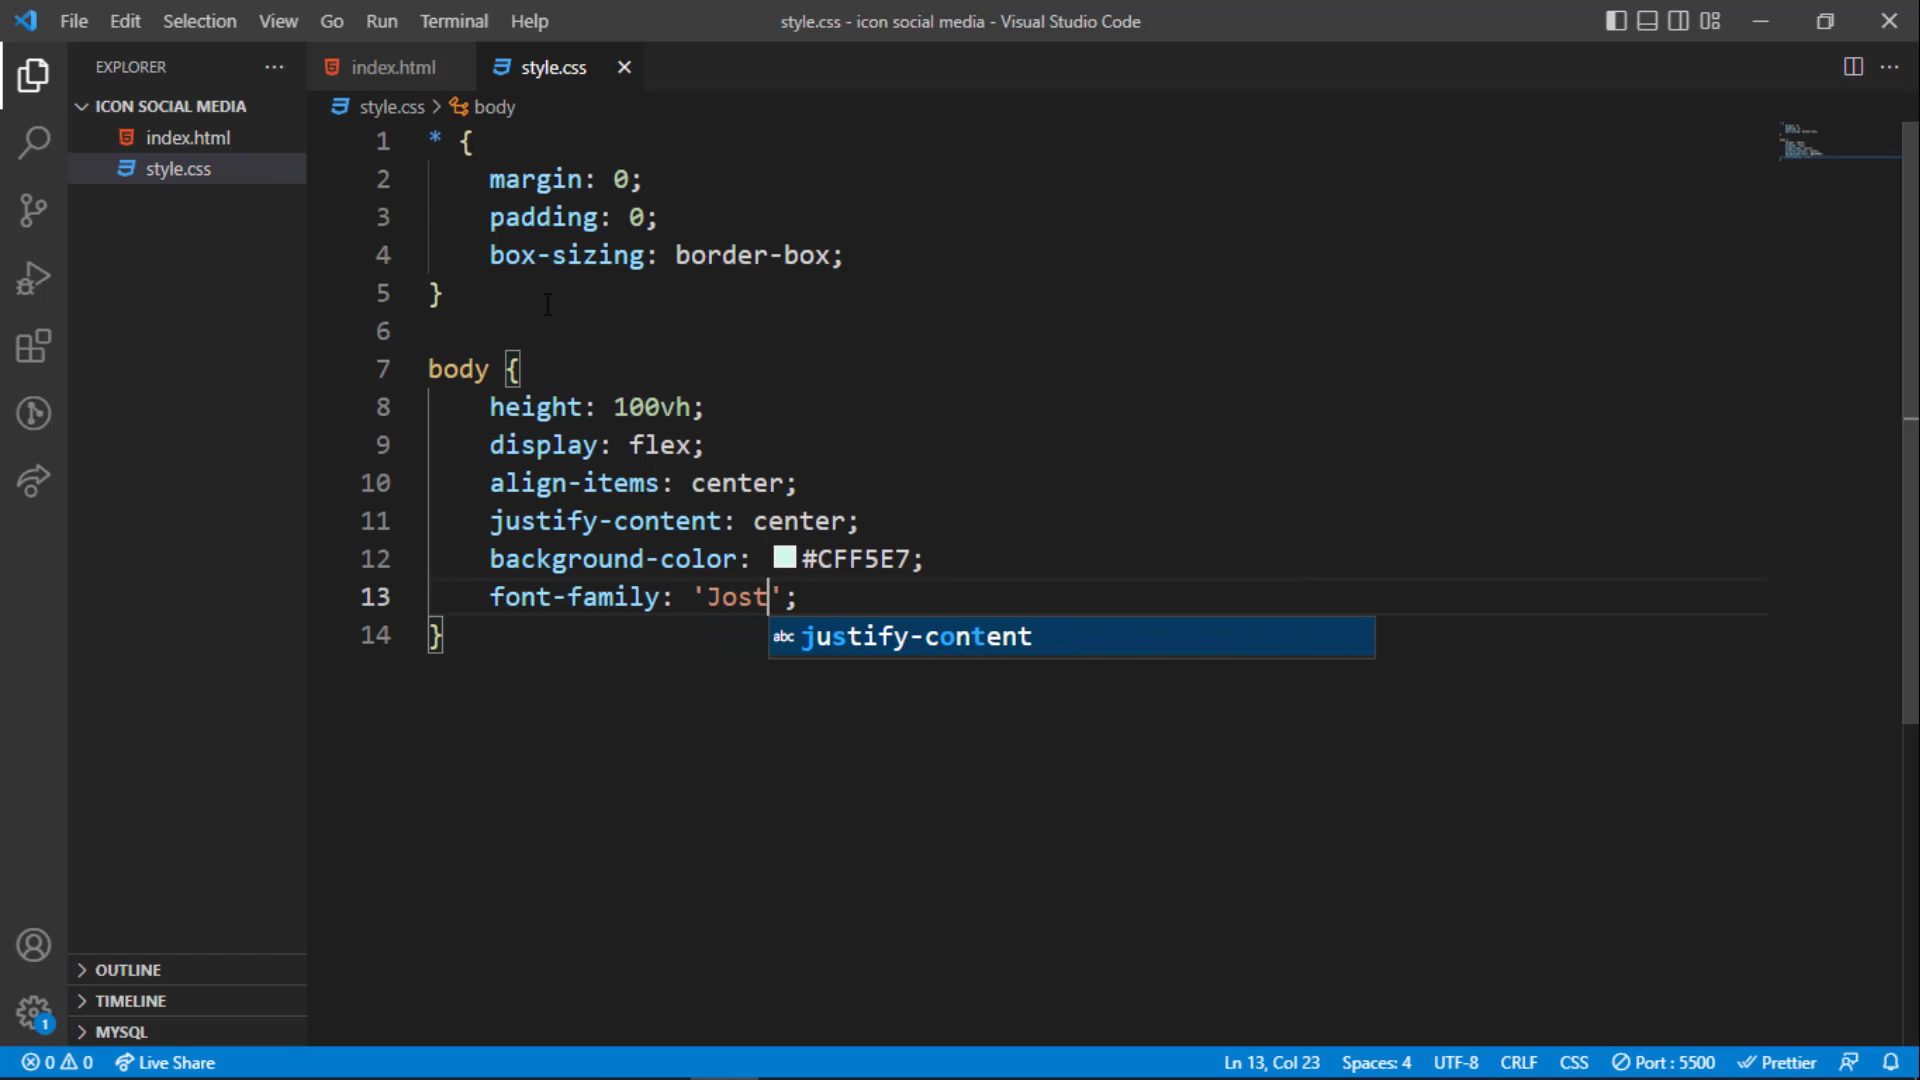 File Edit Selection View Go Run Terminal Help
style.css - icon social media - Visual Studio Code
EXPLORER
ICON SOCIAL MEDIA
index.html
style.css
OUTLINE
TIMELINE
MYSQL
index.html style.css
style.css > body
1 * {
2 margin: 0;
3 padding: 0;
4 box-sizing: border-box;
5 }
6
7 body {
8 height: 100vh;
9 display: flex;
10 align-items: center;
11 justify-content: center;
12 background-color: #CFF5E7;
13 font-family: 'Jost';
14 }
abc justify-content
1
0 0 Live Share
Ln 13, Col 23 Spaces: 4 UTF-8 CRLF CSS Port : 5500 Prettier